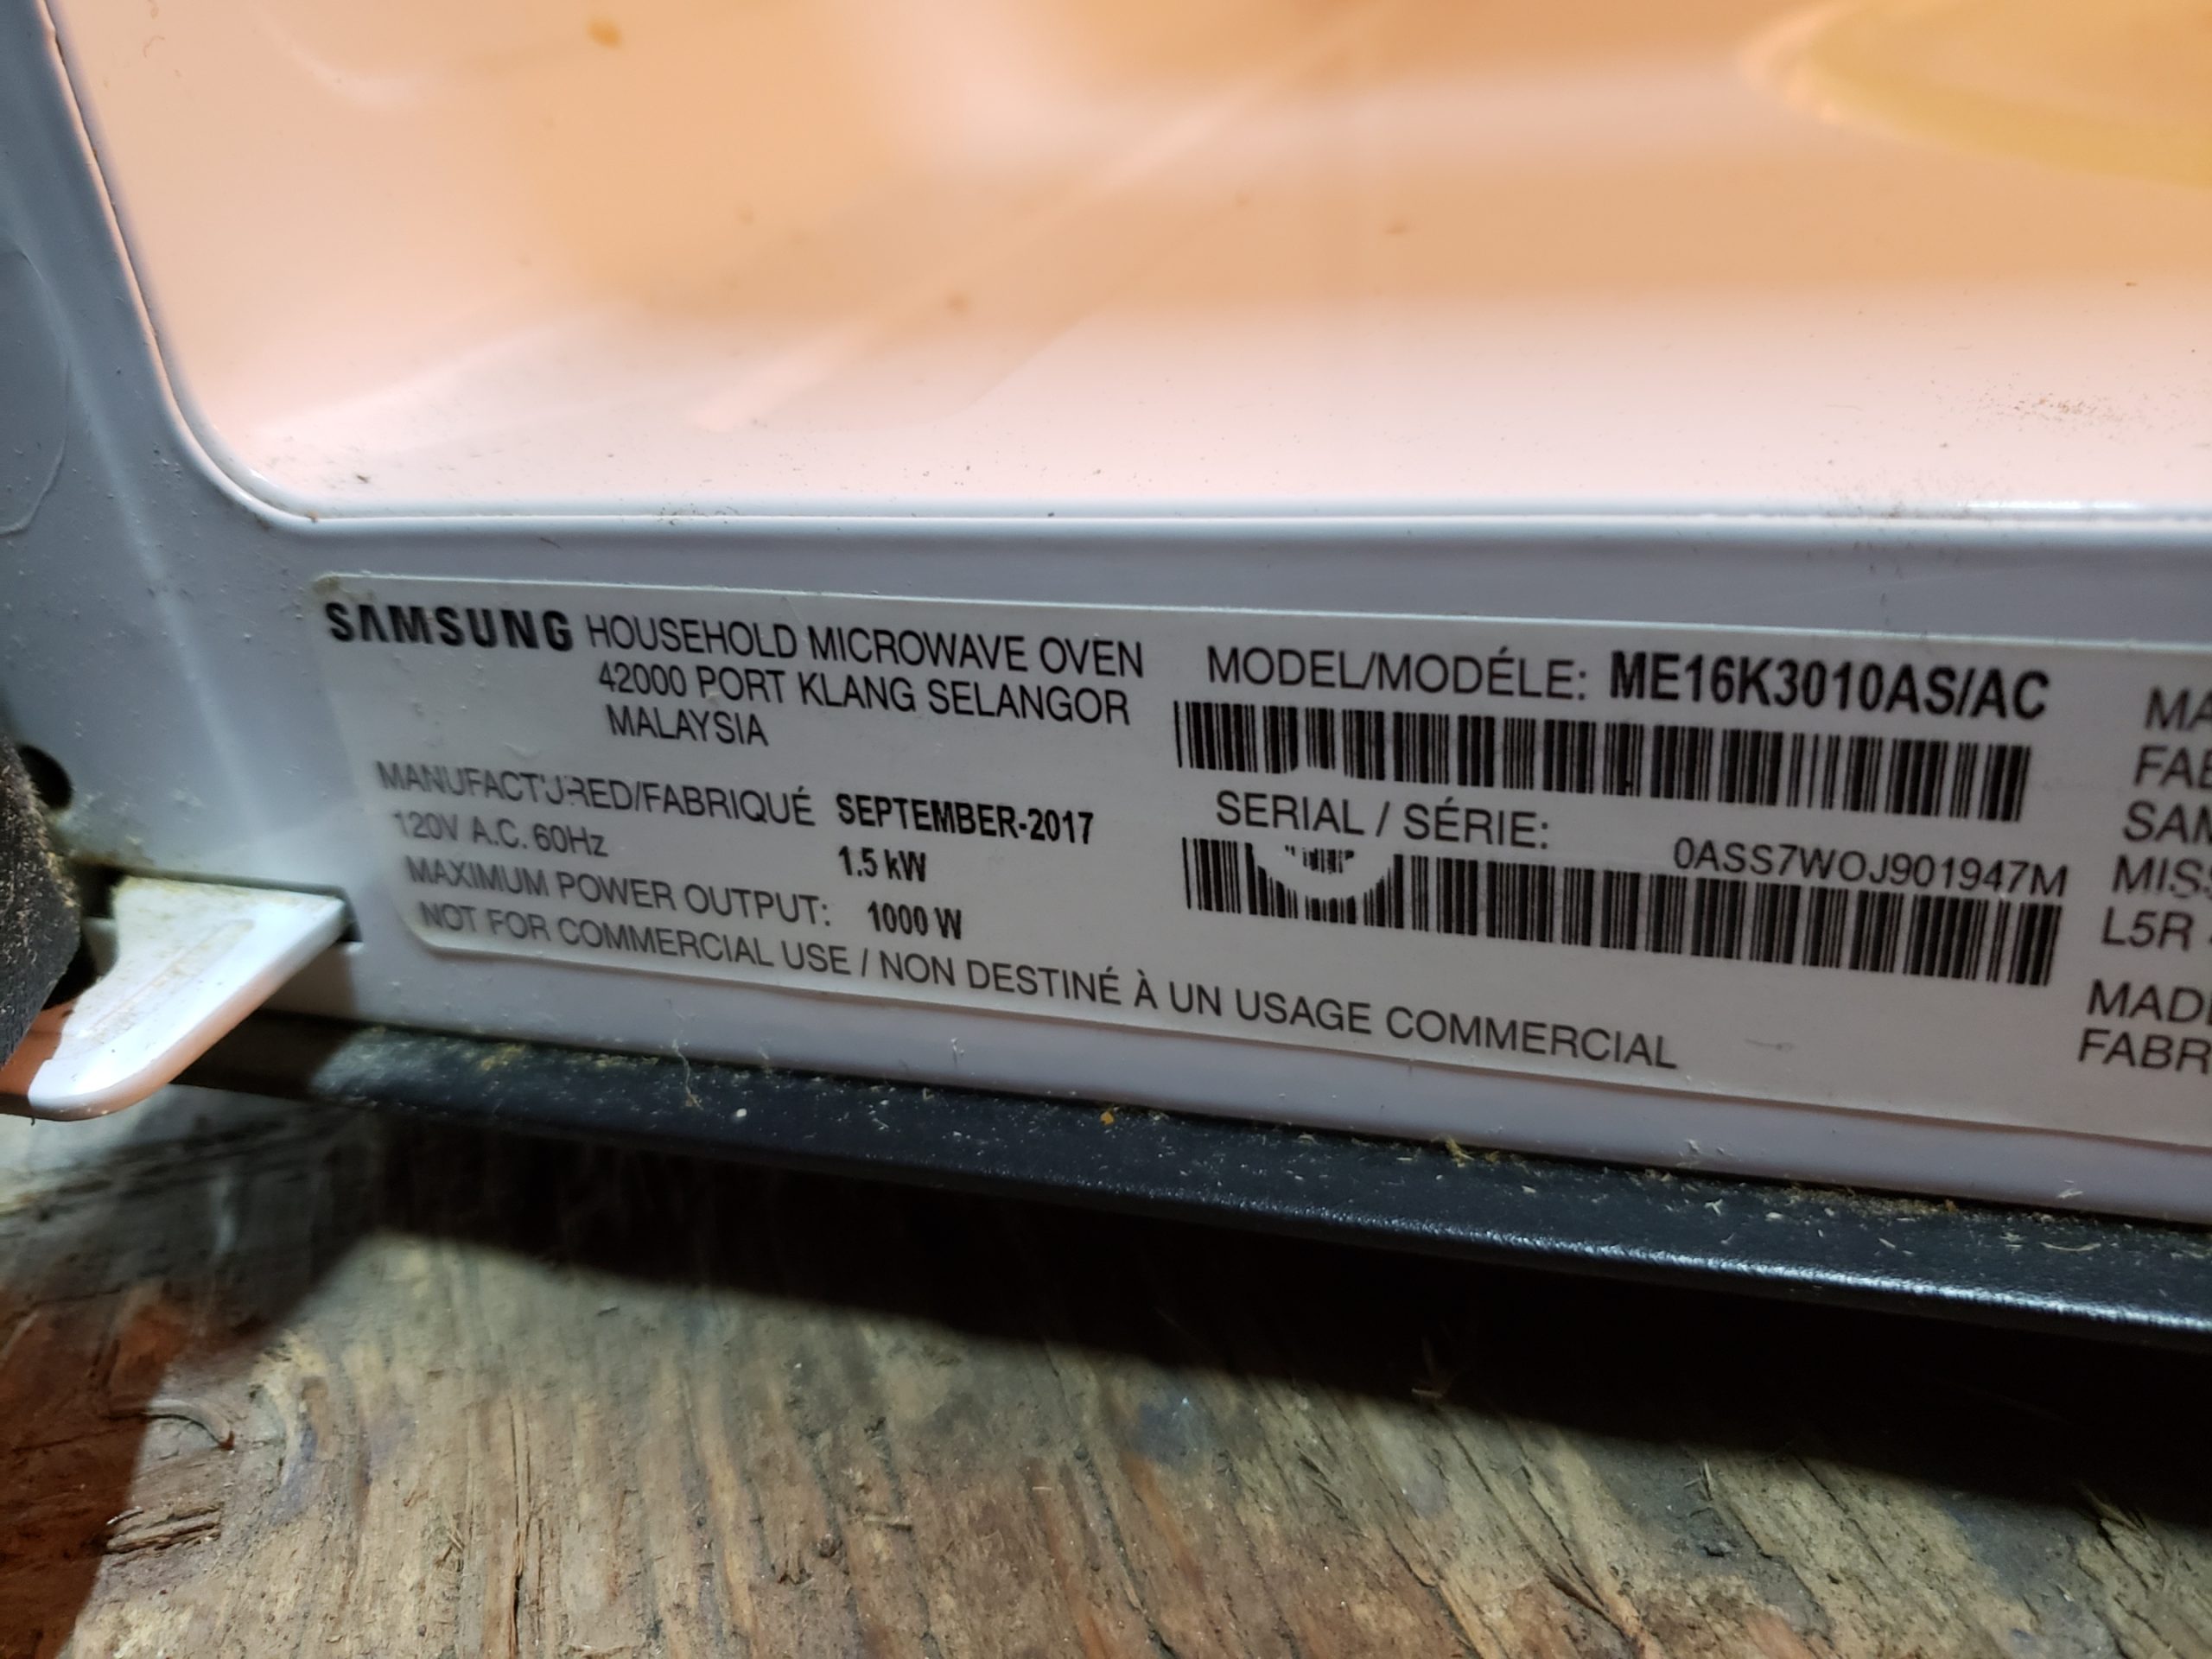 SAMSUNG HOUSEHOLD MICROWAVE OVEN
42000 PORT KLANG SELANGOR
MALAYSIA
MANUFACTURED/FABRIQUÉ SEPTEMBER-2017
120V A.C. 60Hz 1.5 kW
MAXIMUM POWER OUTPUT: 1000 W
NOT FOR COMMERCIAL USE / NON DESTINÉ À UN USAGE COMMERCIAL
MODEL/MODÉLE: ME16K3010AS/AC
SERIAL / SÉRIE: 0ASS7WOJ901947M
L5R